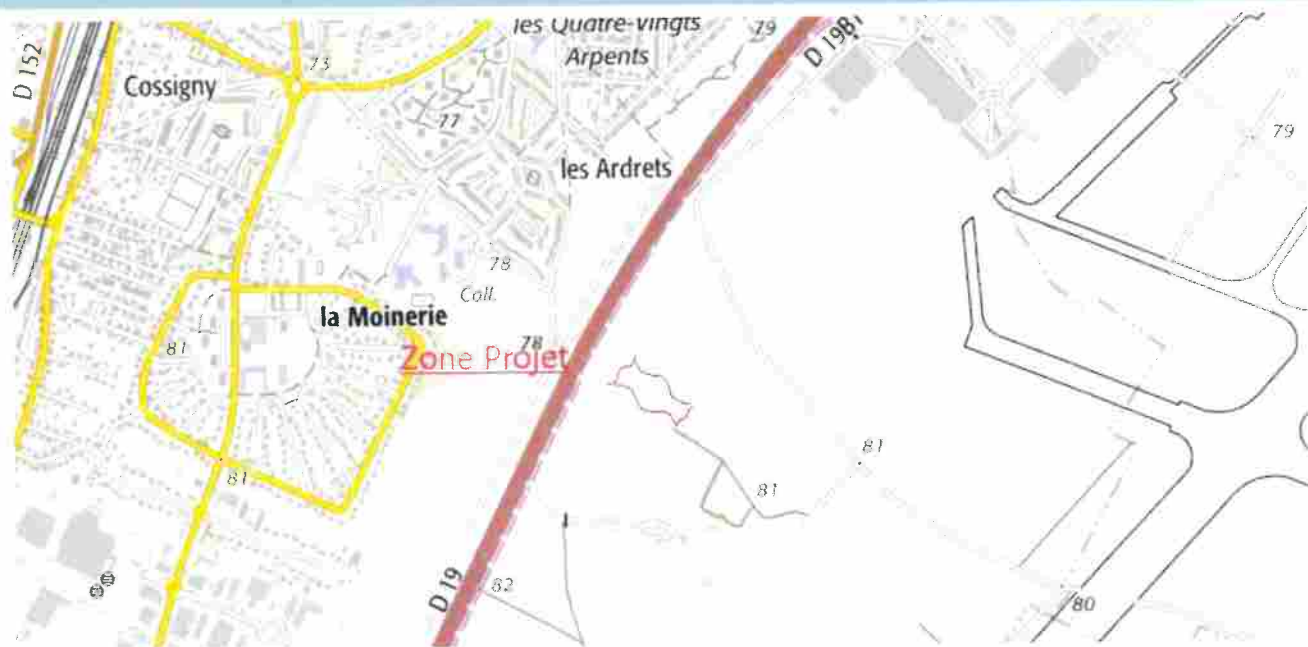 les Quatre-Vingts
Arpents
79
D 19B1
D 152
73
Cossigny
77
79
les Ardrets
78
Coll.
la Moinerie
78
81
Zone Projet
81
81
81
D 19
82
80